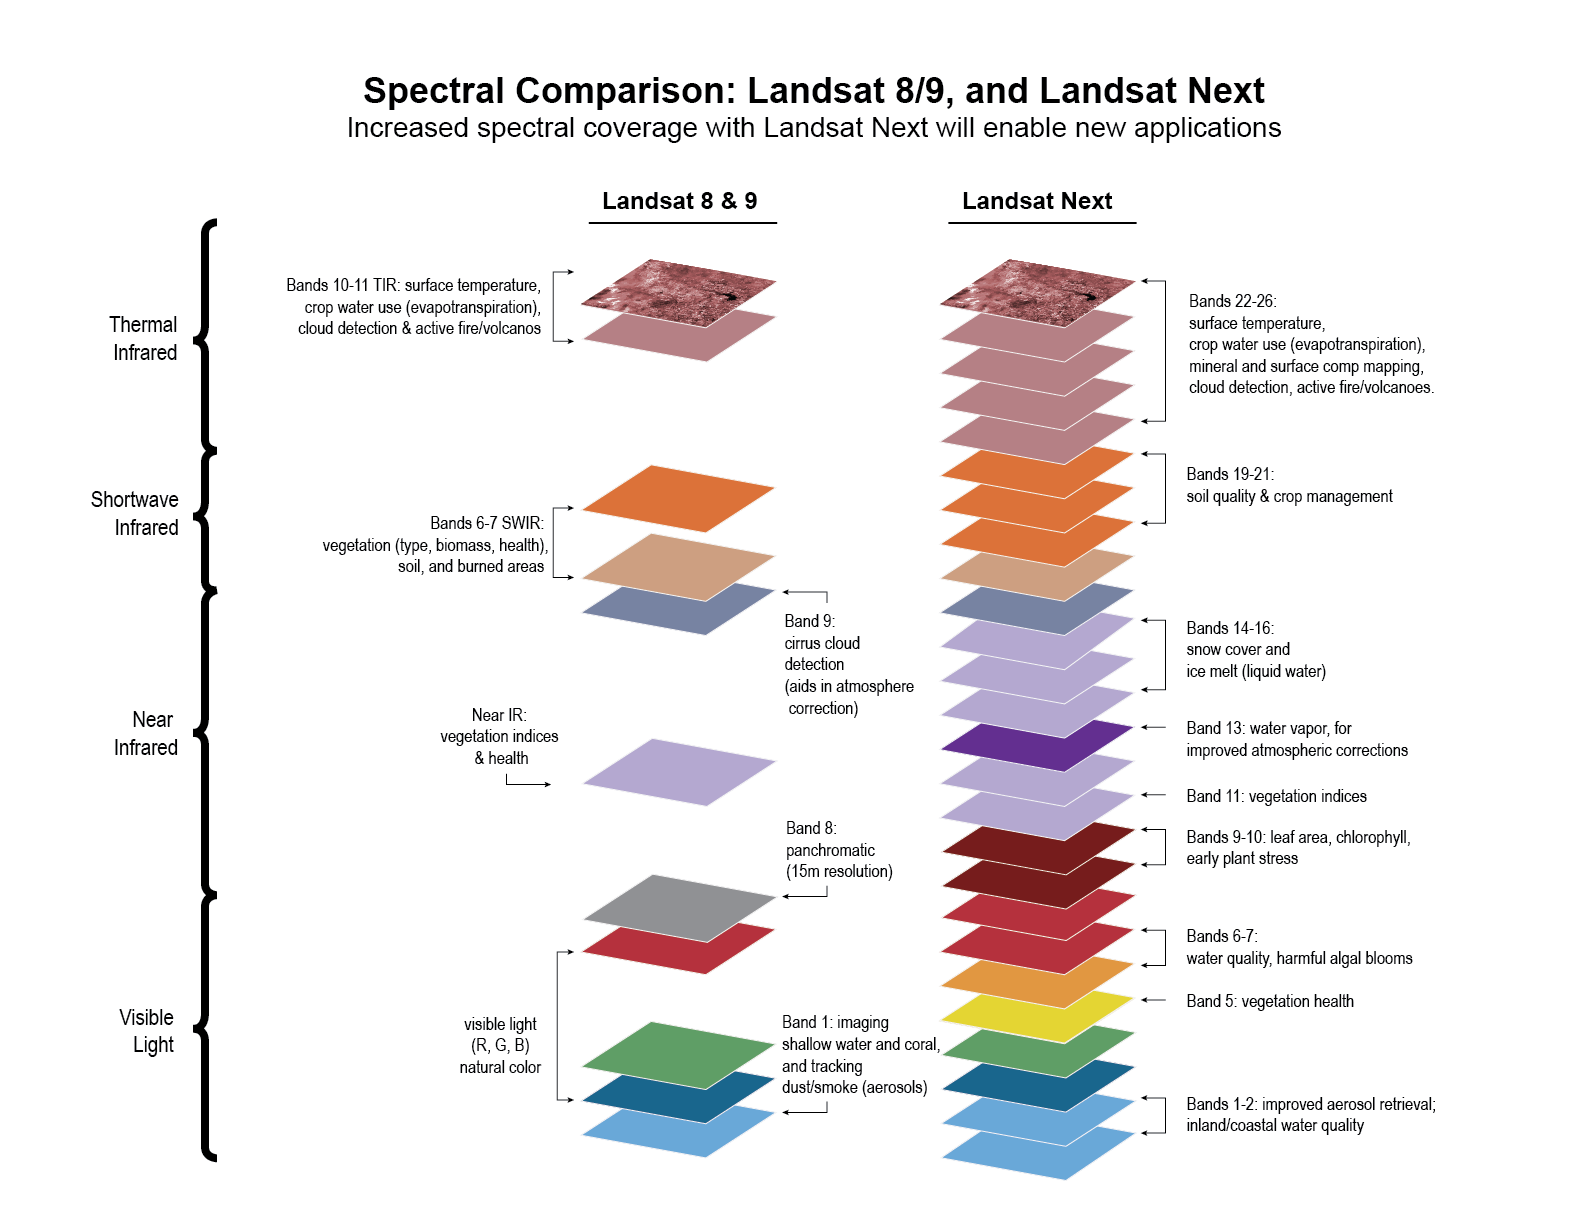 Spectral Comparison: Landsat 8/9, and Landsat Next
Increased spectral coverage with Landsat Next will enable new applications
Landsat 8 & 9
Landsat Next
Thermal
Infrared
Shortwave
Infrared
Near
Infrared
Visible
Light
Bands 10-11 TIR: surface temperature,
crop water use (evapotranspiration),
cloud detection & active fire/volcanos
Bands 6-7 SWIR:
vegetation (type, biomass, health),
soil, and burned areas
Band 9:
cirrus cloud
detection
(aids in atmosphere
correction)
Near IR:
vegetation indices
& health
Band 8:
panchromatic
(15m resolution)
visible light
(R, G, B)
natural color
Band 1: imaging
shallow water and coral,
and tracking
dust/smoke (aerosols)
Bands 22-26:
surface temperature,
crop water use (evapotranspiration),
mineral and surface comp mapping,
cloud detection, active fire/volcanoes.
Bands 19-21:
soil quality & crop management
Bands 14-16:
snow cover and
ice melt (liquid water)
Band 13: water vapor, for
improved atmospheric corrections
Band 11: vegetation indices
Bands 9-10: leaf area, chlorophyll,
early plant stress
Bands 6-7:
water quality, harmful algal blooms
Band 5: vegetation health
Bands 1-2: improved aerosol retrieval;
inland/coastal water quality